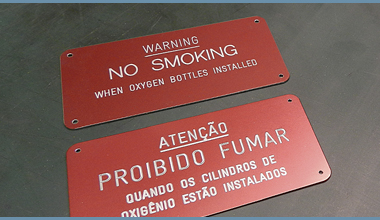 WARNING
NO SMOKING
WHEN OXYGEN BOTTLES INSTALLED
ATENÇÃO
PROIBIDO FUMAR
QUANDO OS CILINDROS DE
OXIGÊNIO ESTÃO INSTALADOS